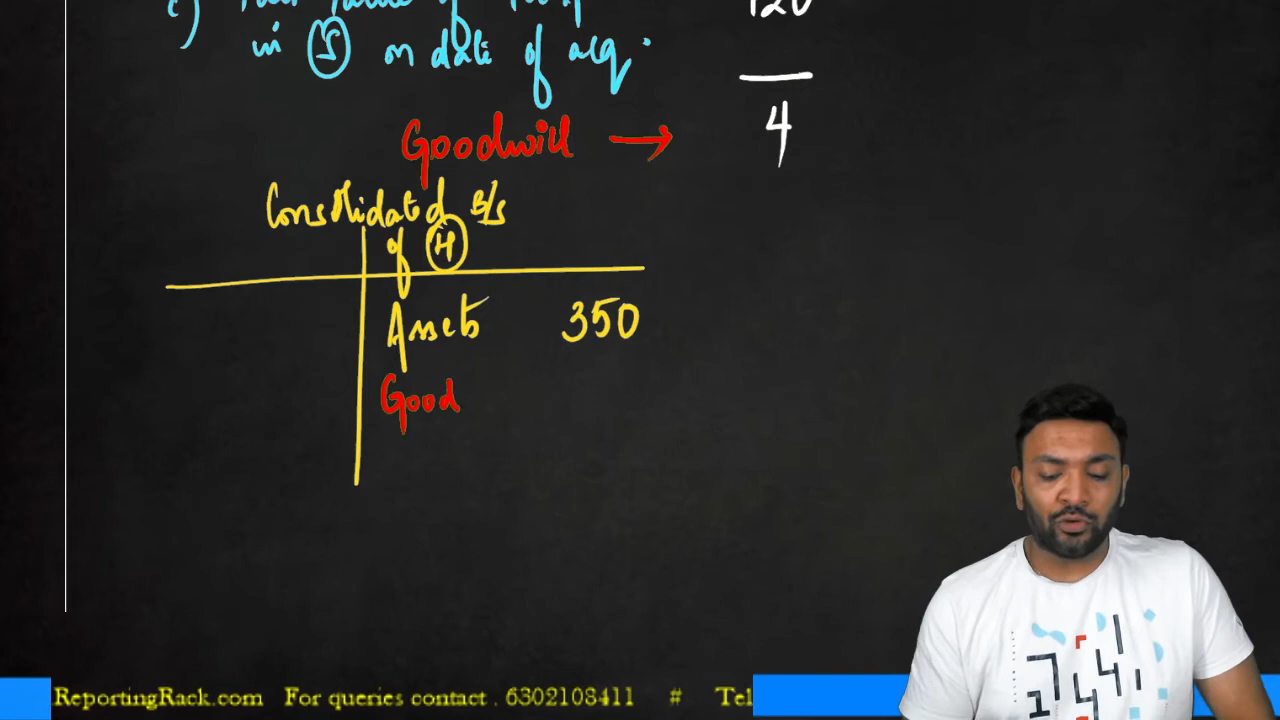 in S on date of acq.
120
4
Goodwill →
Consolidated B/S
of H
Assets 350
Good
ReportingRack.com For queries contact . 6302108411 # Tel